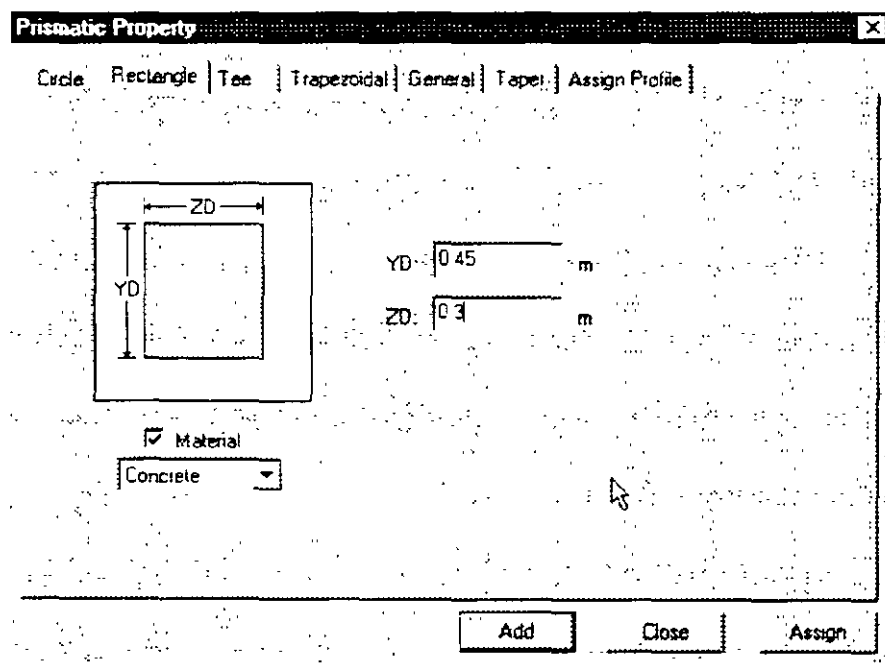 Prismatic Property
Circle Rectangle Tee Trapezoidal General Taper Assign Profile
ZD
YD
YD: 0.45 m
ZD: 0.3 m
Material
Concrete
Add Close Assign